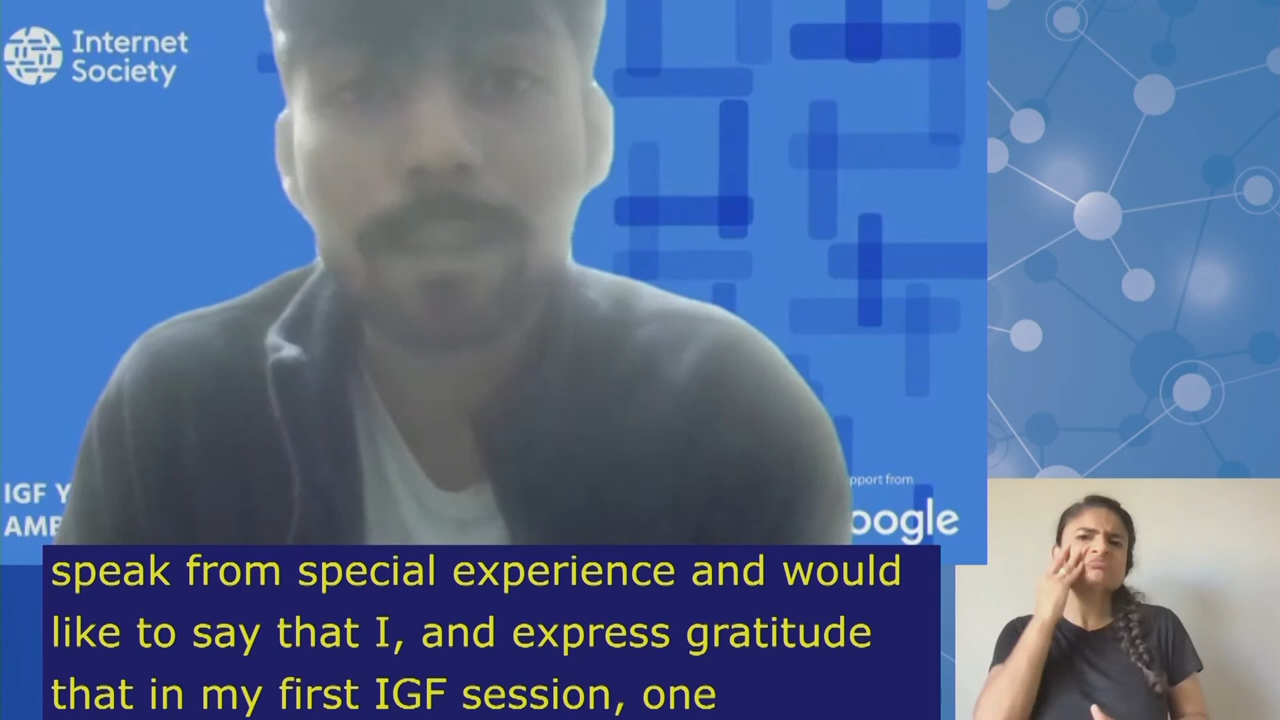 Internet
Society
IGF Y
AMB
pport from
oogle
speak from special experience and would
like to say that I, and express gratitude
that in my first IGF session, one